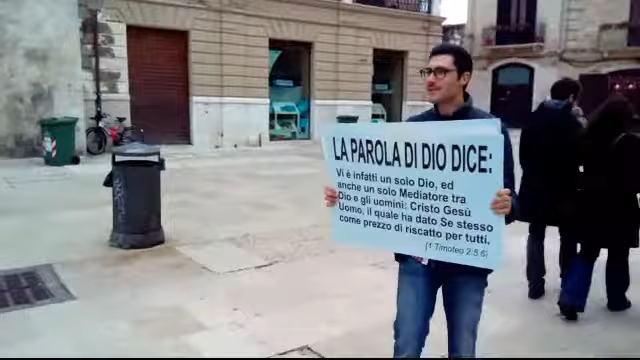 LA PAROLA DI DIO DICE:
Vi è infatti un solo Dio, ed
anche un solo Mediatore tra
Dio e gli uomini: Cristo Gesù
Uomo, il quale ha dato Se stesso
come prezzo di riscatto per tutti.
(1 Timoteo 2:5.6)